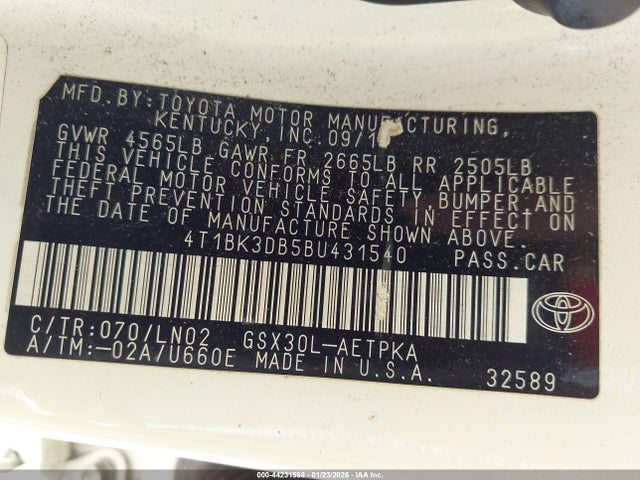 MFD.BY:TOYOTA MOTOR MANUFACTURING,
KENTUCKY, INC. 09/1
GVWR 4565LB GAWR FR 2665LB RR 2505LB
THIS VEHICLE CONFORMS TO ALL APPLICABLE
FEDERAL MOTOR VEHICLE SAFETY,BUMPER,AND
THEFT PREVENTION STANDARDS IN EFFECT ON
THE DATE OF MANUFACTURE SHOWN ABOVE.
4T1BK3DB5BU431540 PASS.CAR
C/TR:070/LN02 GSX30L-AETPKA
A/TM:-02A/U660E MADE IN U.S.A.
32589
000-44231588 - 01/23/2026 - IAA Inc.